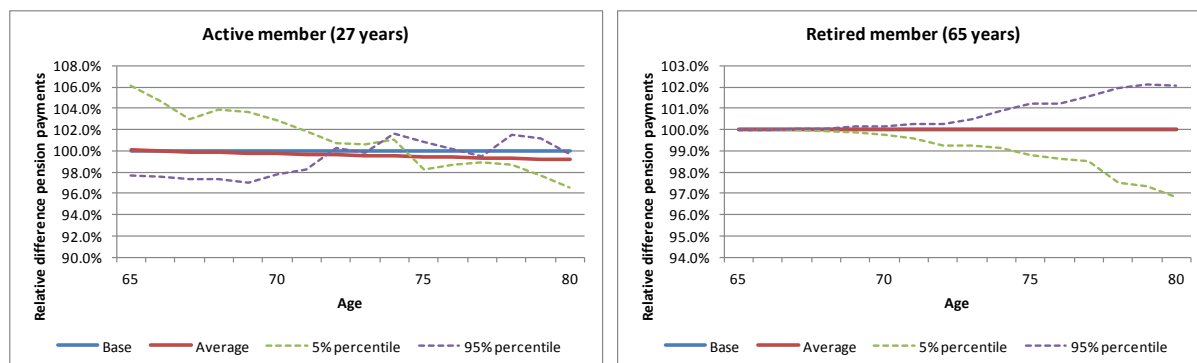 Active member (27 years)
Relative difference pension payments
108.0%
106.0%
104.0%
102.0%
100.0%
98.0%
96.0%
94.0%
92.0%
90.0%
65 70 75 80
Age
Base Average 5% percentile 95% percentile
Retired member (65 years)
Relative difference pension payments
103.0%
102.0%
101.0%
100.0%
99.0%
98.0%
97.0%
96.0%
95.0%
94.0%
65 70 75 80
Age
Base Average 5% percentile 95% percentile